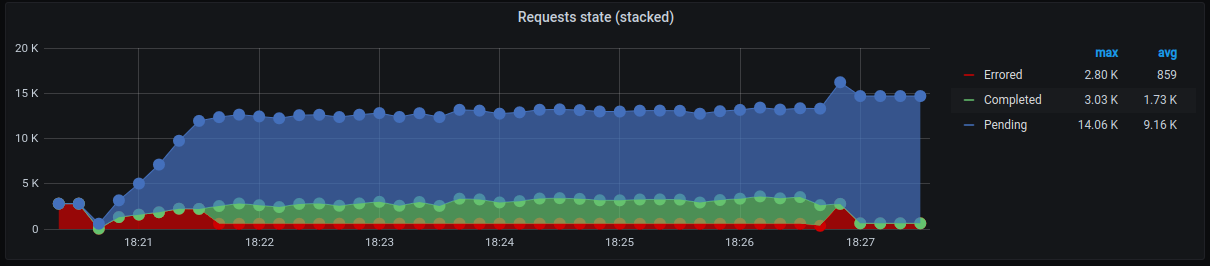 Requests state (stacked)
20 K
15 K
10 K
5 K
0
18:21 18:22 18:23 18:24 18:25 18:26 18:27
max avg
Errored 2.80 K 859
Completed 3.03 K 1.73 K
Pending 14.06 K 9.16 K